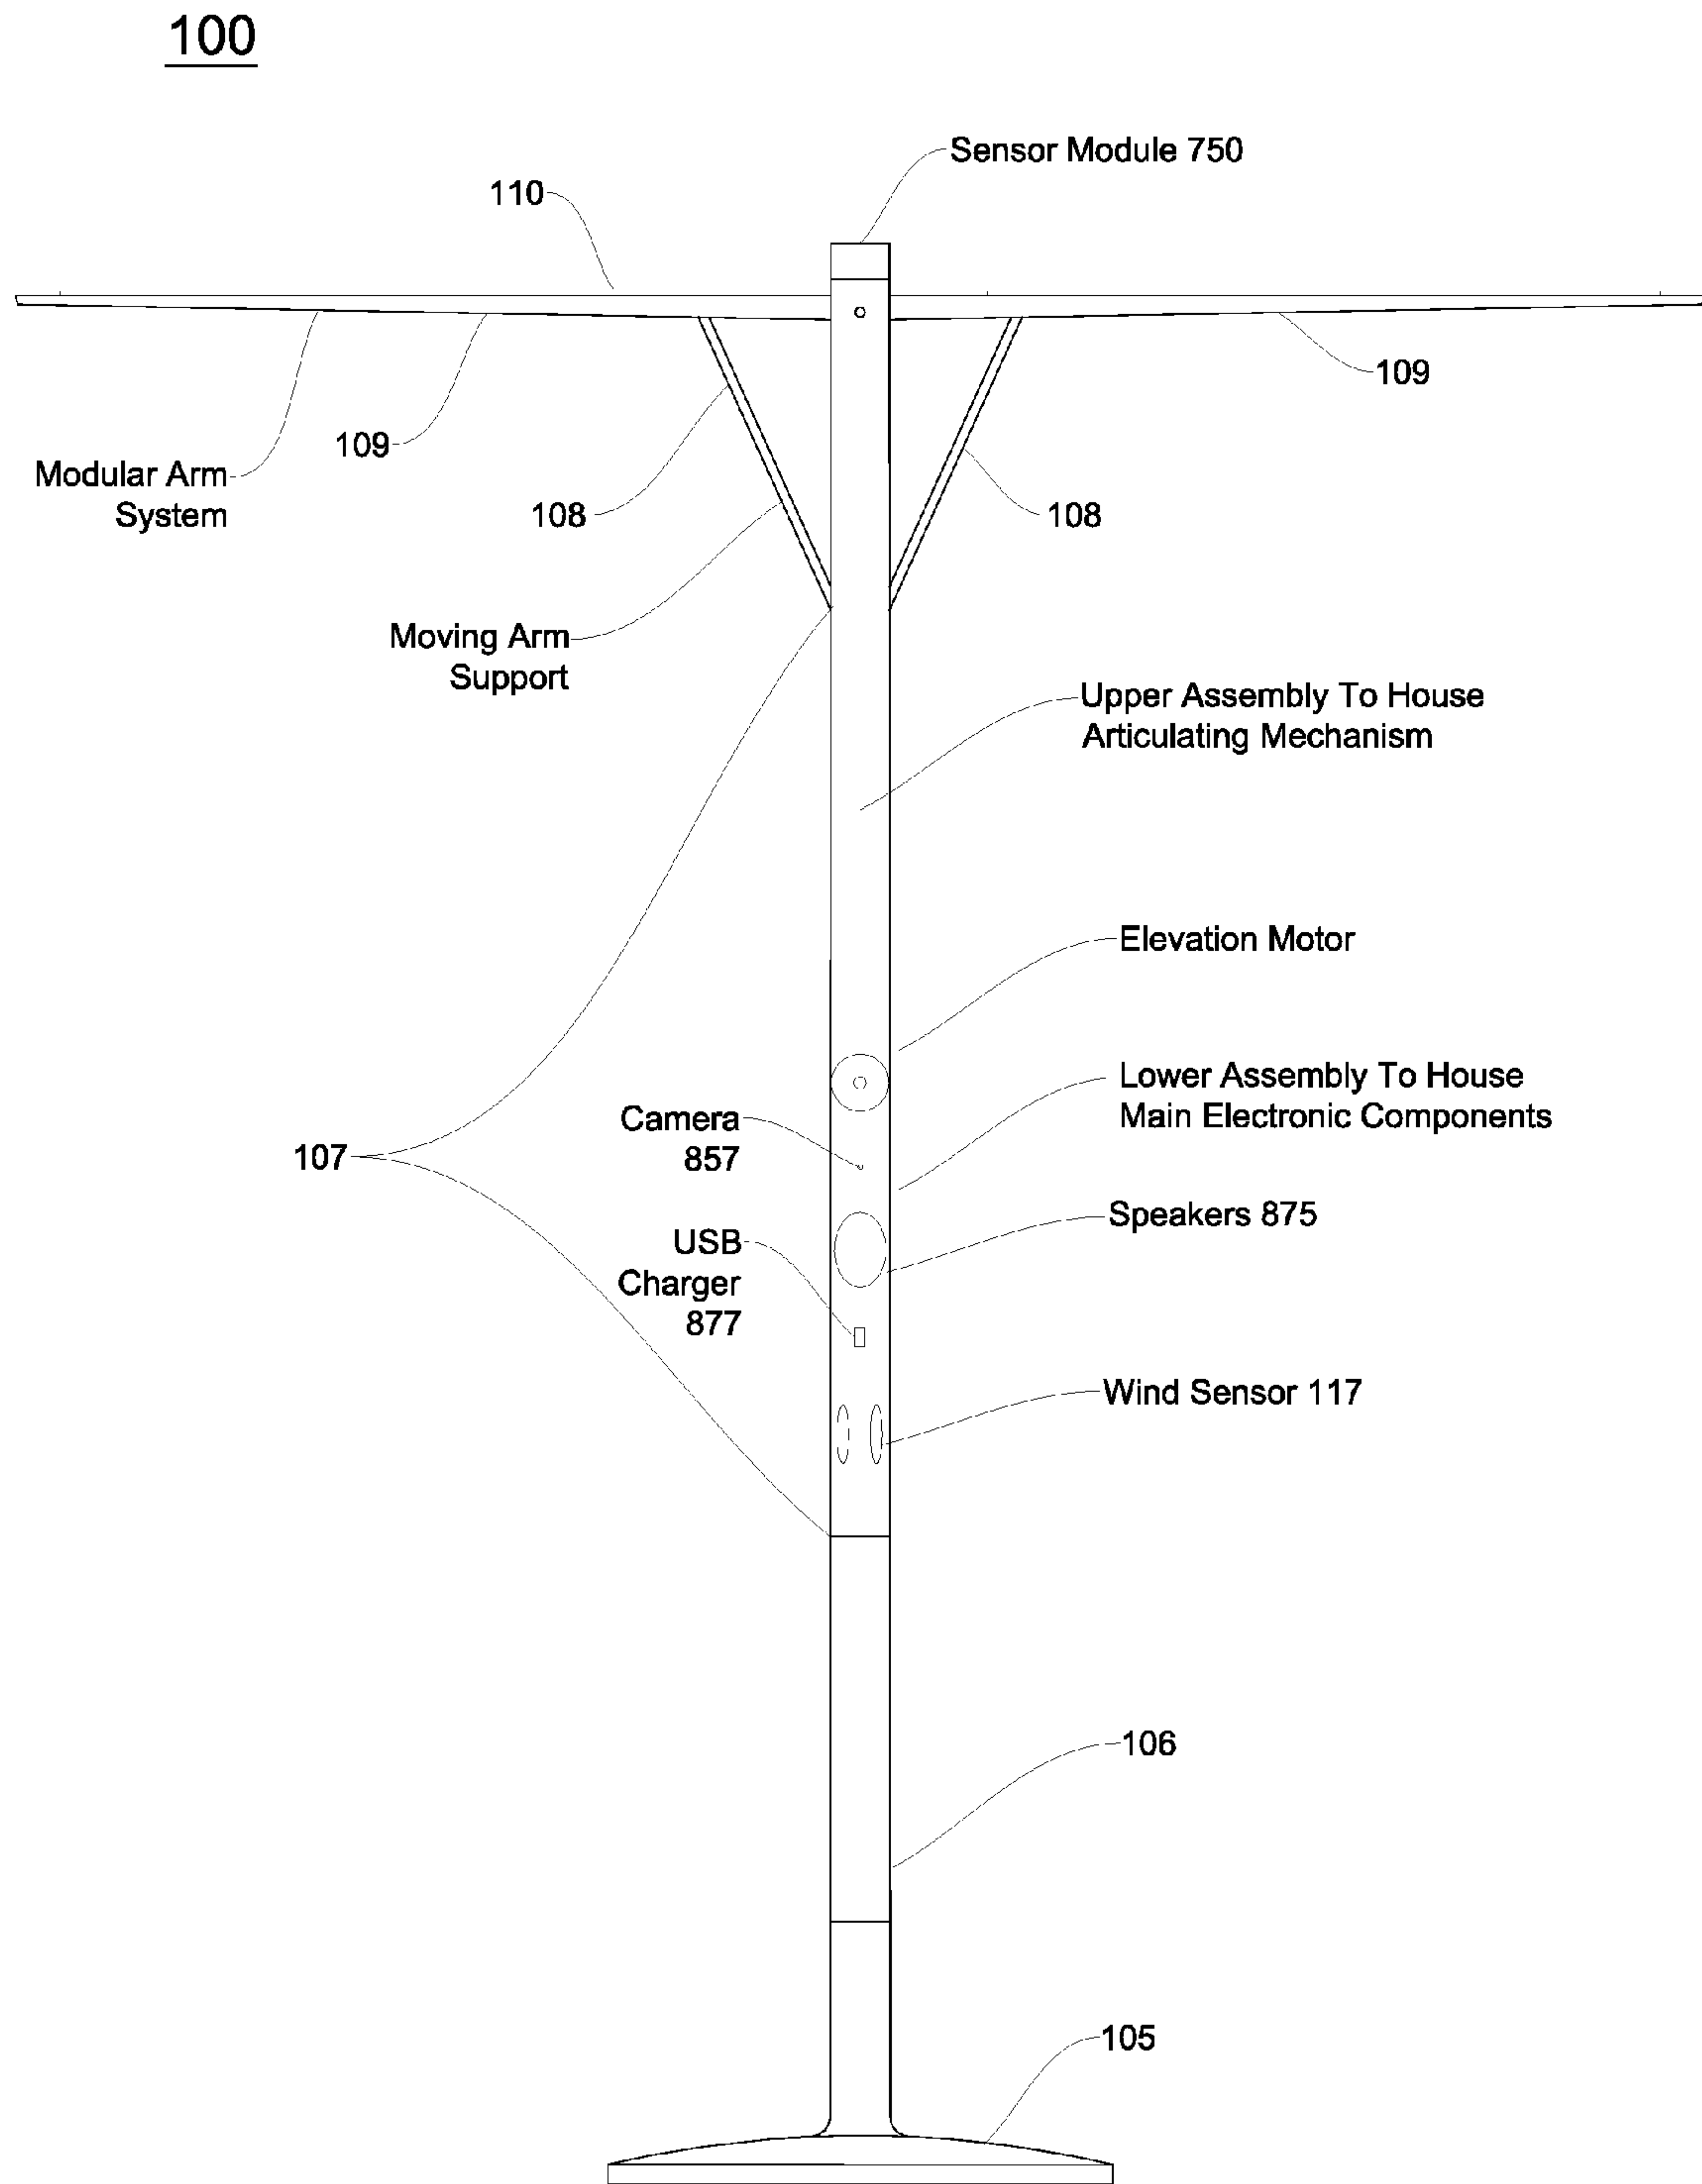 100
Sensor Module 750
110
109
109
Modular Arm
System
108
108
Moving Arm
Support
Upper Assembly To House
Articulating Mechanism
Elevation Motor
Lower Assembly To House
Main Electronic Components
Camera
857
107
Speakers 875
USB
Charger
877
Wind Sensor 117
106
105